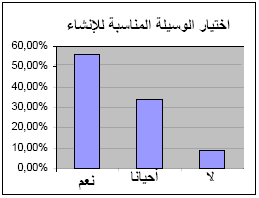 اختيار الوسيلة المناسبة للإنشاء
60,00%
50,00%
40,00%
30,00%
20,00%
10,00%
0,00%
نعم
أحيانا
لا